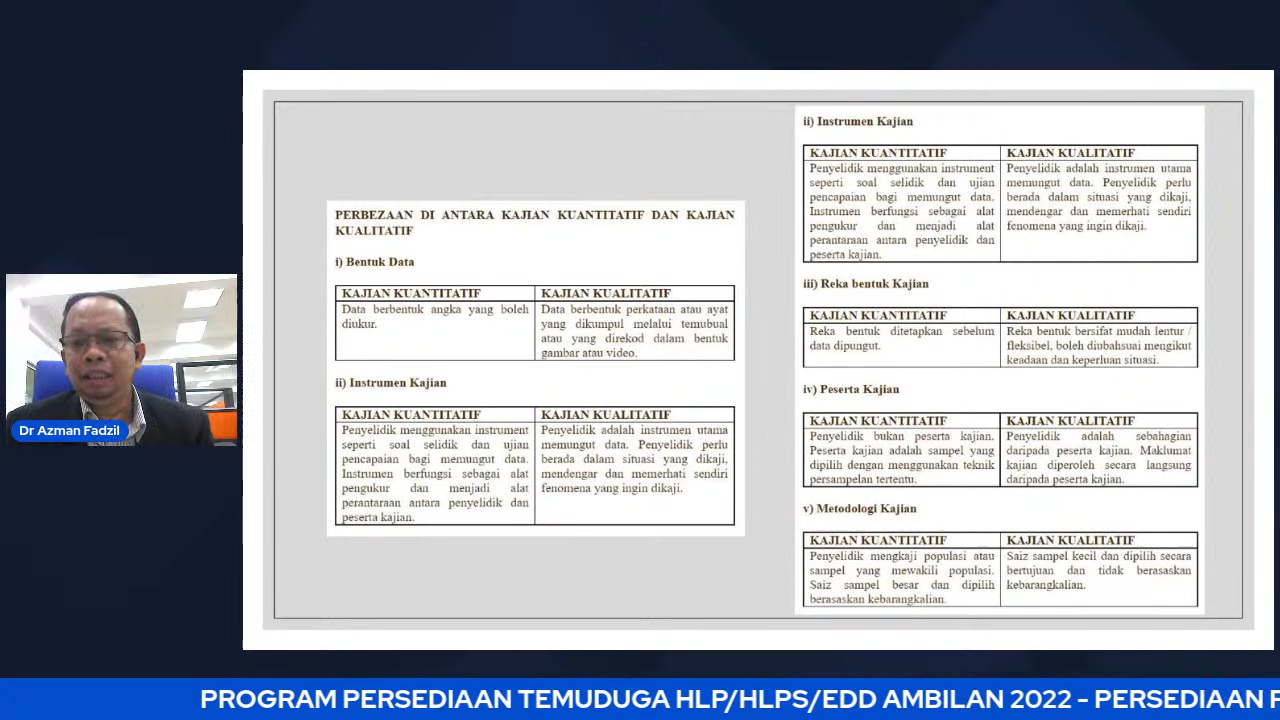 PERBEZAAN DI ANTARA KAJIAN KUANTITATIF DAN KAJIAN
KUALITATIF
i) Bentuk Data
KAJIAN KUANTITATIF
Data berbentuk angka yang boleh
diukur.
KAJIAN KUALITATIF
Data berbentuk perkataan atau ayat
yang dikumpul melalui temubual
atau yang direkod dalam bentuk
gambar atau video.
ii) Instrumen Kajian
KAJIAN KUANTITATIF
Penyelidik menggunakan instrument
seperti soal selidik dan ujian
pencapaian bagi memungut data.
Instrumen berfungsi sebagai alat
pengukur dan menjadi alat
perantaraan antara penyelidik dan
peserta kajian.
KAJIAN KUALITATIF
Penyelidik adalah instrumen utama
memungut data. Penyelidik perlu
berada dalam situasi yang dikaji,
mendengar dan memerhati sendiri
fenomena yang ingin dikaji.
ii) Instrumen Kajian
KAJIAN KUANTITATIF
Penyelidik menggunakan instrument
seperti soal selidik dan ujian
pencapaian bagi memungut data.
Instrumen berfungsi sebagai alat
pengukur dan menjadi alat
perantaraan antara penyelidik dan
peserta kajian.
KAJIAN KUALITATIF
Penyelidik adalah instrumen utama
memungut data. Penyelidik perlu
berada dalam situasi yang dikaji,
mendengar dan memerhati sendiri
fenomena yang ingin dikaji.
iii) Reka bentuk Kajian
KAJIAN KUANTITATIF
Reka bentuk ditetapkan sebelum
data dipungut.
KAJIAN KUALITATIF
Reka bentuk bersifat mudah lentur /
fleksibel, boleh diubahsuai mengikut
keadaan dan keperluan situasi.
iv) Peserta Kajian
KAJIAN KUANTITATIF
Penyelidik bukan peserta kajian.
Peserta kajian adalah sampel yang
dipilih dengan menggunakan teknik
persampelan tertentu.
KAJIAN KUALITATIF
Penyelidik adalah sebahagian
daripada peserta kajian. Maklumat
kajian diperoleh secara langsung
daripada peserta kajian.
v) Metodologi Kajian
KAJIAN KUANTITATIF
Penyelidik mengkaji populasi atau
sampel yang mewakili populasi.
Saiz sampel besar dan dipilih
berasaskan kebarangkalian.
KAJIAN KUALITATIF
Saiz sampel kecil dan dipilih secara
bertujuan dan tidak berasaskan
kebarangkalian.
Dr Azman Fadzil
PROGRAM PERSEDIAAN TEMUDUGA HLP/HLPS/EDD AMBILAN 2022 - PERSEDIAAN P